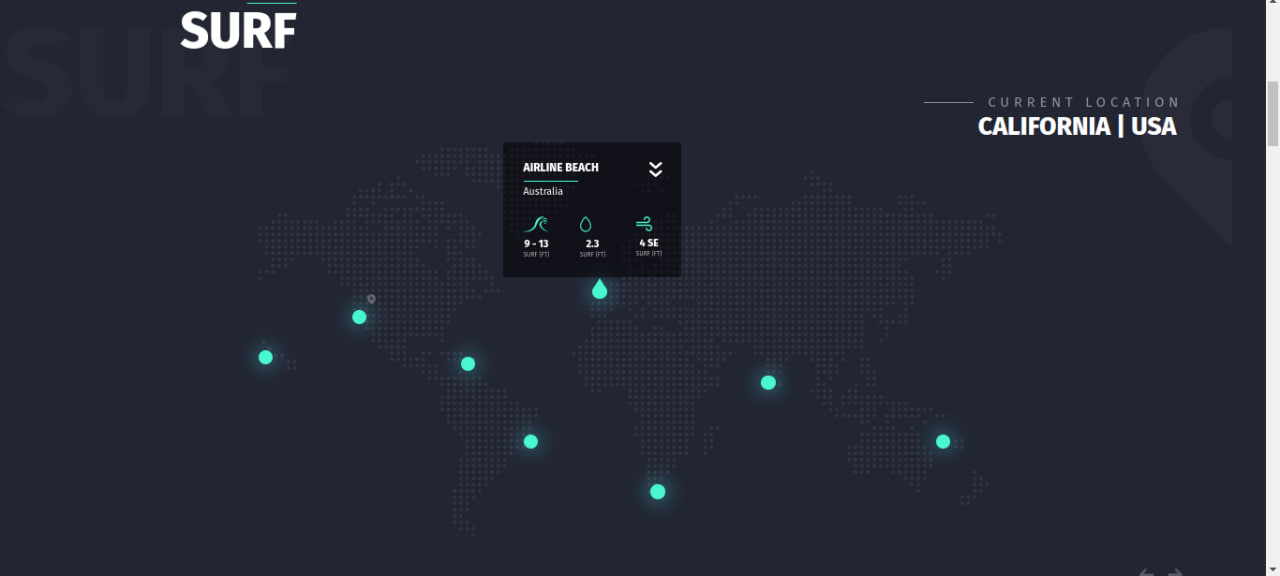 SURF
SURF
CURRENT LOCATION
CALIFORNIA | USA
AIRLINE BEACH
Australia
9 - 13
2.3
4 SE
SURF (FT)
SURF (FT)
SURF (FT)